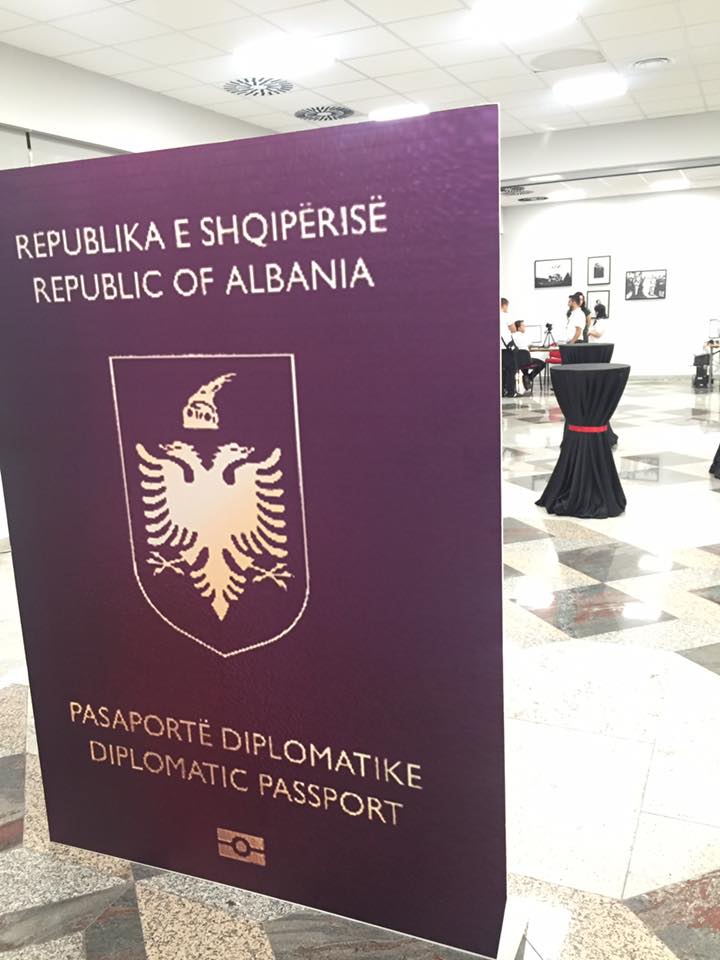 REPUBLIKA E SHQIPËRISË
REPUBLIC OF ALBANIA
PASAPORTË DIPLOMATIKE
DIPLOMATIC PASSPORT